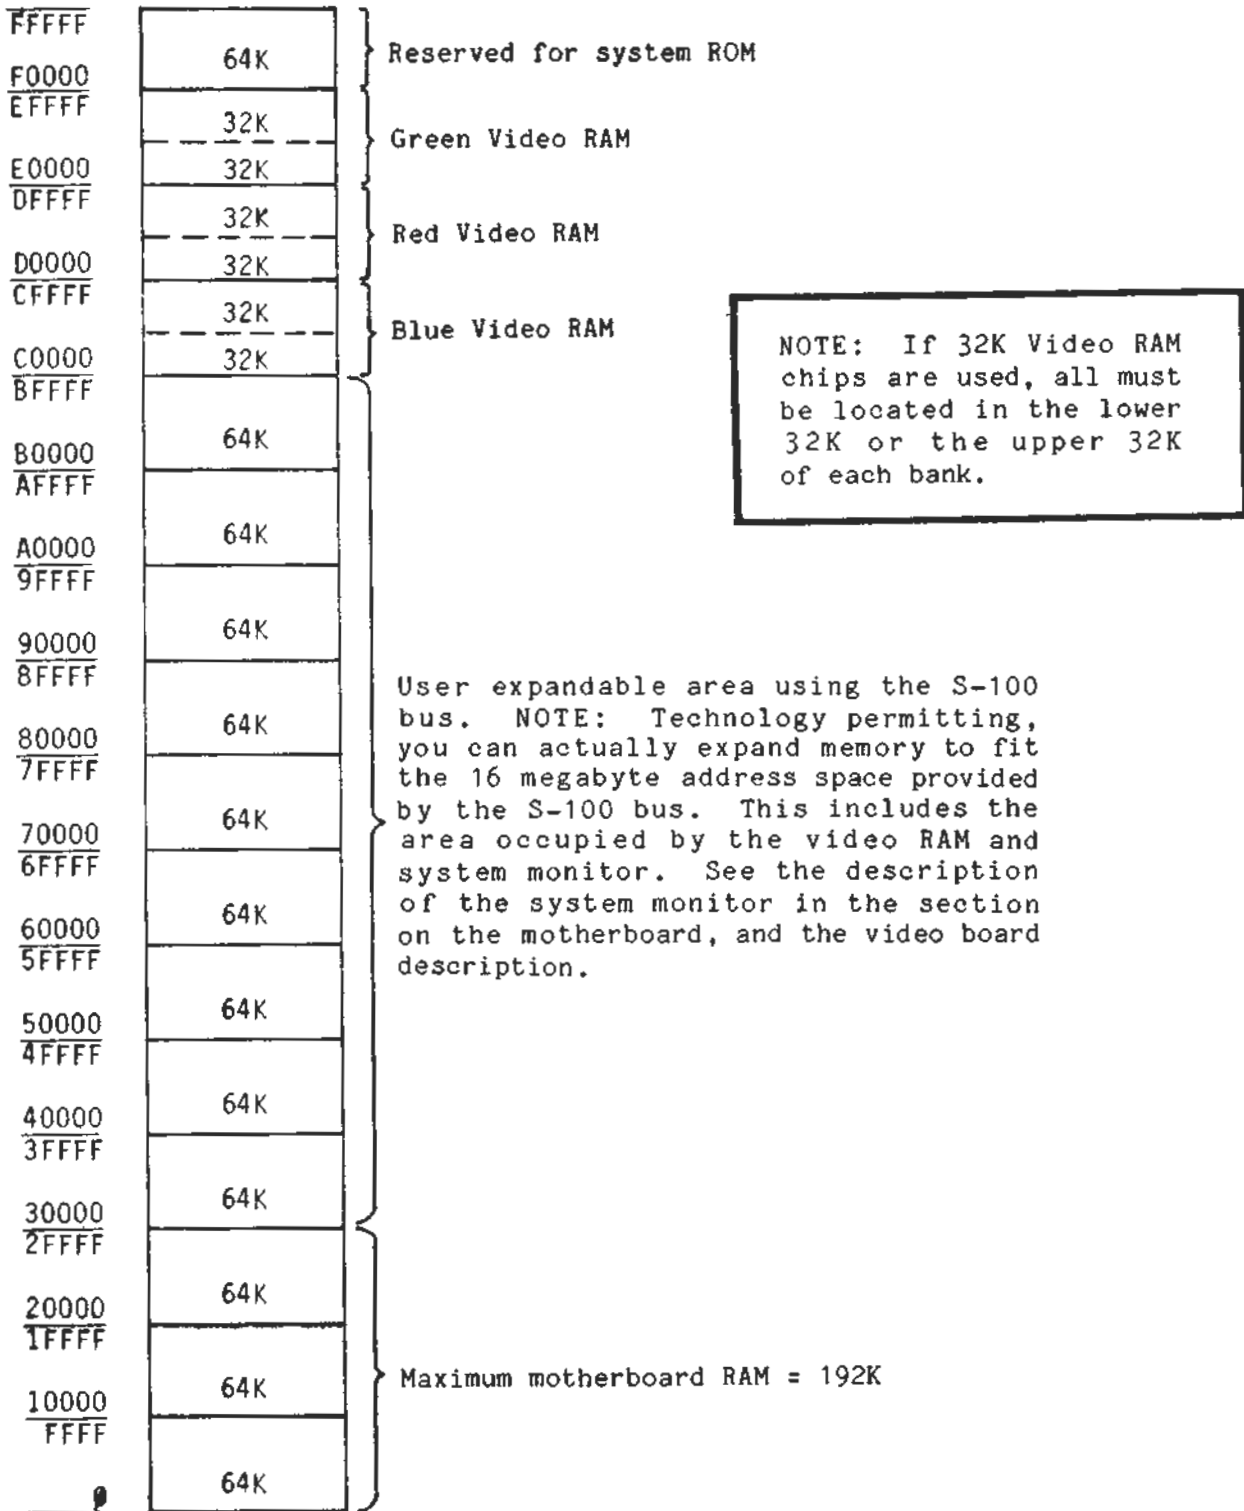 FFFFF
64K
Reserved for system ROM
F0000
EFFFF
32K
Green Video RAM
32K
E0000
DFFFF
32K
Red Video RAM
32K
D0000
CFFFF
32K
Blue Video RAM
32K
C0000
BFFFF
NOTE: If 32K Video RAM
chips are used, all must
be located in the lower
32K or the upper 32K
of each bank.
64K
B0000
AFFFF
64K
A0000
9FFFF
64K
90000
8FFFF
64K
80000
7FFFF
64K
70000
6FFFF
64K
60000
5FFFF
64K
50000
4FFFF
64K
40000
3FFFF
64K
30000
2FFFF
User expandable area using the S-100
bus. NOTE: Technology permitting,
you can actually expand memory to fit
the 16 megabyte address space provided
by the S-100 bus. This includes the
area occupied by the video RAM and
system monitor. See the description
of the system monitor in the section
on the motherboard, and the video board
description.
64K
20000
1FFFF
64K
Maximum motherboard RAM = 192K
10000
FFFF
64K
0